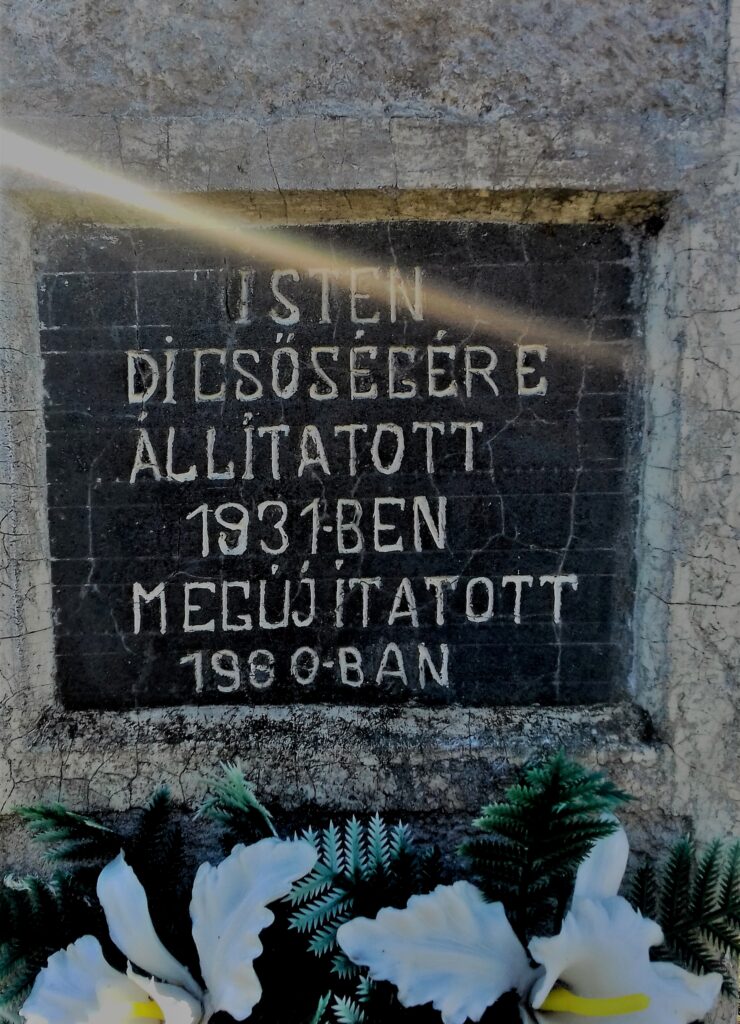 ISTEN
DICSŐSÉGÉRE
ÁLLÍTATOTT
1931-BEN
MEGÚJÍTATOTT
1980-BAN